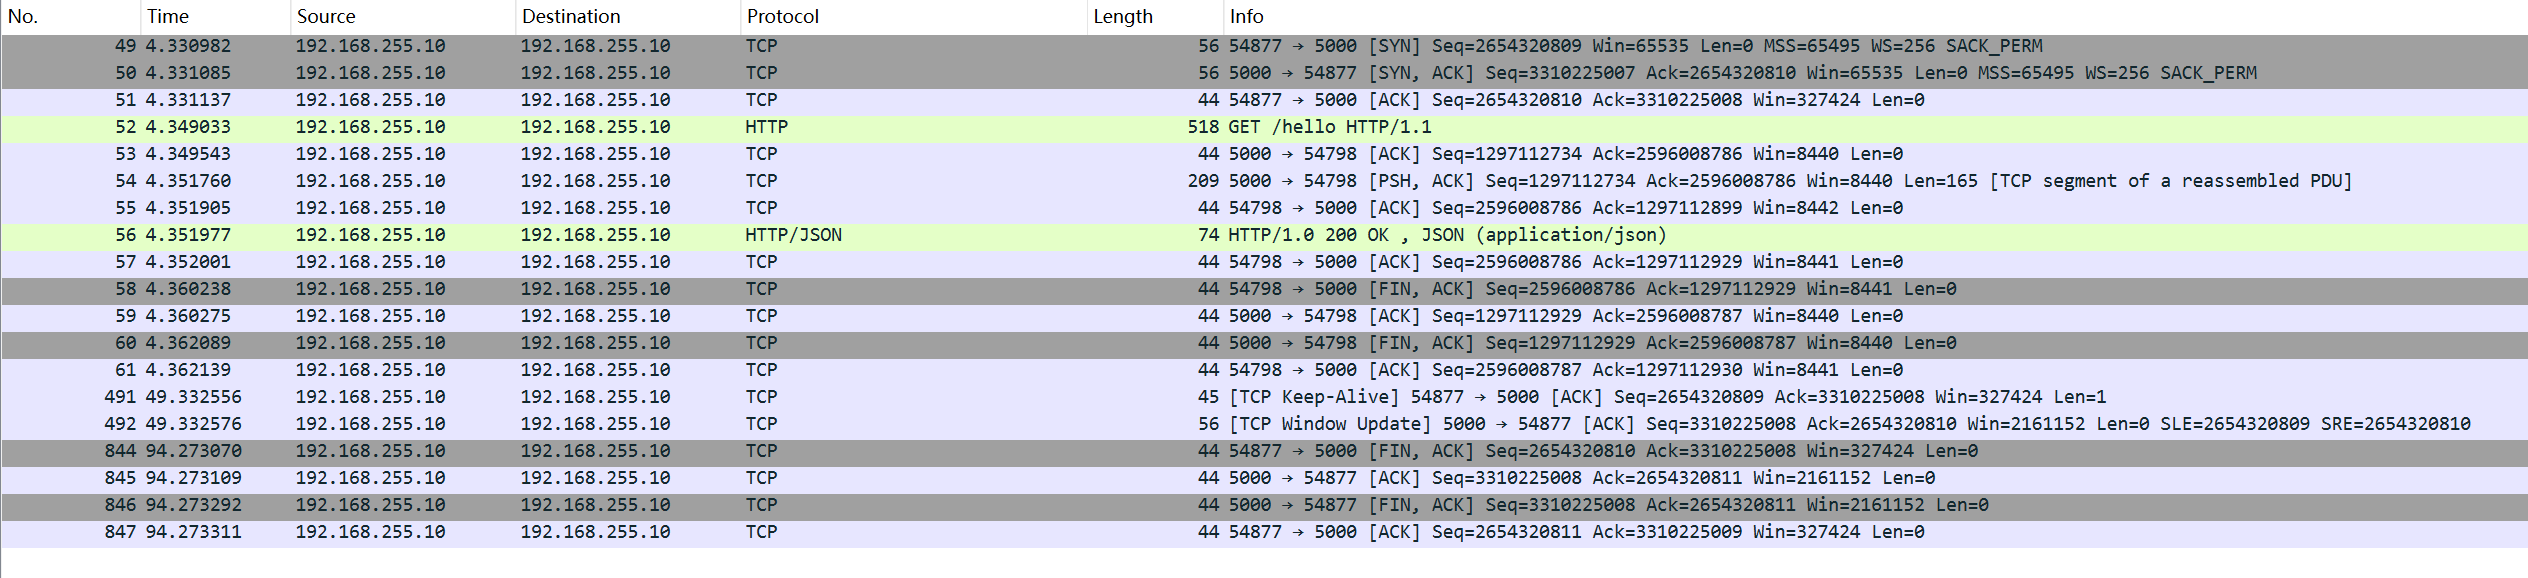 No. Time Source Destination Protocol Length Info
49 4.330982 192.168.255.10 192.168.255.10 TCP 56 54877 → 5000 [SYN] Seq=2654320809 Win=65535 Len=0 MSS=65495 WS=256 SACK_PERM
50 4.331085 192.168.255.10 192.168.255.10 TCP 56 5000 → 54877 [SYN, ACK] Seq=3310225007 Ack=2654320810 Win=65535 Len=0 MSS=65495 WS=256 SACK_PERM
51 4.331137 192.168.255.10 192.168.255.10 TCP 44 54877 → 5000 [ACK] Seq=2654320810 Ack=3310225008 Win=327424 Len=0
52 4.349033 192.168.255.10 192.168.255.10 HTTP 518 GET /hello HTTP/1.1
53 4.349543 192.168.255.10 192.168.255.10 TCP 44 5000 → 54798 [ACK] Seq=1297112734 Ack=2596008786 Win=8440 Len=0
54 4.351760 192.168.255.10 192.168.255.10 TCP 209 5000 → 54798 [PSH, ACK] Seq=1297112734 Ack=2596008786 Win=8440 Len=165 [TCP segment of a reassembled PDU]
55 4.351905 192.168.255.10 192.168.255.10 TCP 44 54798 → 5000 [ACK] Seq=2596008786 Ack=1297112899 Win=8442 Len=0
56 4.351977 192.168.255.10 192.168.255.10 HTTP/JSON 74 HTTP/1.0 200 OK , JSON (application/json)
57 4.352001 192.168.255.10 192.168.255.10 TCP 44 54798 → 5000 [ACK] Seq=2596008786 Ack=1297112929 Win=8441 Len=0
58 4.360238 192.168.255.10 192.168.255.10 TCP 44 54798 → 5000 [FIN, ACK] Seq=2596008786 Ack=1297112929 Win=8441 Len=0
59 4.360275 192.168.255.10 192.168.255.10 TCP 44 5000 → 54798 [ACK] Seq=1297112929 Ack=2596008787 Win=8440 Len=0
60 4.362089 192.168.255.10 192.168.255.10 TCP 44 5000 → 54798 [FIN, ACK] Seq=1297112929 Ack=2596008787 Win=8440 Len=0
61 4.362139 192.168.255.10 192.168.255.10 TCP 44 54798 → 5000 [ACK] Seq=2596008787 Ack=1297112930 Win=8441 Len=0
491 49.332556 192.168.255.10 192.168.255.10 TCP 45 [TCP Keep-Alive] 54877 → 5000 [ACK] Seq=2654320809 Ack=3310225008 Win=327424 Len=1
492 49.332576 192.168.255.10 192.168.255.10 TCP 56 [TCP Window Update] 5000 → 54877 [ACK] Seq=3310225008 Ack=2654320810 Win=2161152 Len=0 SLE=2654320809 SRE=2654320810
844 94.273070 192.168.255.10 192.168.255.10 TCP 44 54877 → 5000 [FIN, ACK] Seq=2654320810 Ack=3310225008 Win=327424 Len=0
845 94.273109 192.168.255.10 192.168.255.10 TCP 44 5000 → 54877 [ACK] Seq=3310225008 Ack=2654320811 Win=2161152 Len=0
846 94.273292 192.168.255.10 192.168.255.10 TCP 44 5000 → 54877 [FIN, ACK] Seq=3310225008 Ack=2654320811 Win=2161152 Len=0
847 94.273311 192.168.255.10 192.168.255.10 TCP 44 54877 → 5000 [ACK] Seq=2654320811 Ack=3310225009 Win=327424 Len=0